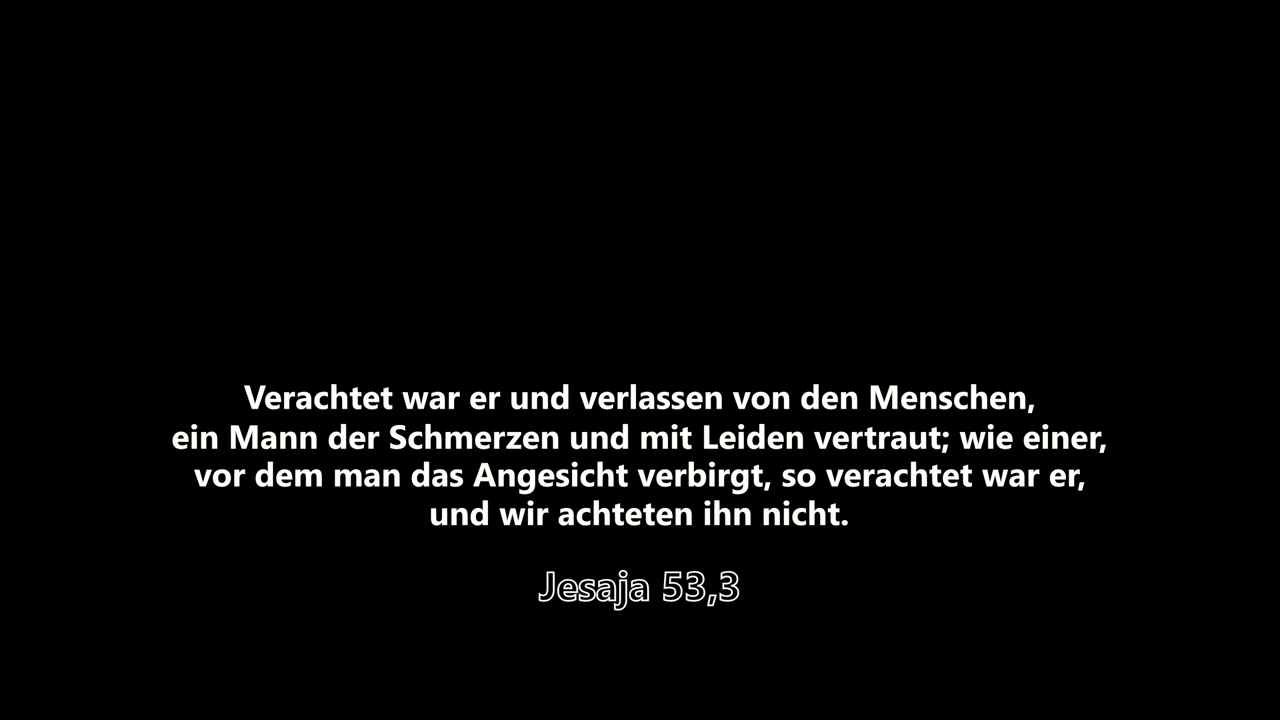 Verachtet war er und verlassen von den Menschen,
ein Mann der Schmerzen und mit Leiden vertraut; wie einer,
vor dem man das Angesicht verbirgt, so verachtet war er,
und wir achteten ihn nicht.
Jesaja 53,3